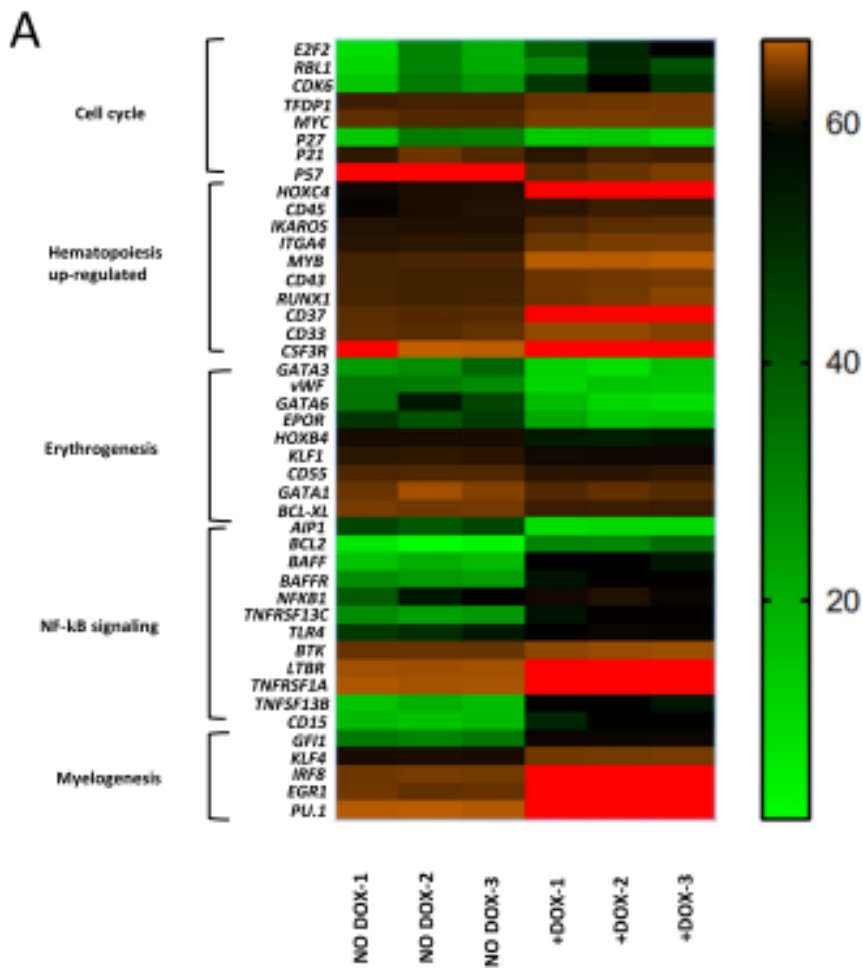 A
Cell cycle
E2F2
RBL1
CDK6
TFDP1
MYC
P27
P21
P57
Hematopoiesis
up-regulated
HOXC4
CD45
IKAROS
ITGA4
MYB
CD43
RUNX1
CD37
CD33
CSF3R
Erythrogenesis
GATA3
vWF
GATA6
EPOR
HOXB4
KLF1
CD55
GATA1
BCL-XL
NF-kB signaling
AIP1
BCL2
BAFF
BAFFR
NFKB1
TNFRSF13C
TLR4
BTK
LTBR
TNFRSF1A
TNFSF13B
CD15
Myelogenesis
GFI1
KLF4
IRF8
EGR1
PU.1
60
40
20
NO DOX-1
NO DOX-2
NO DOX-3
+DOX-1
+DOX-2
+DOX-3